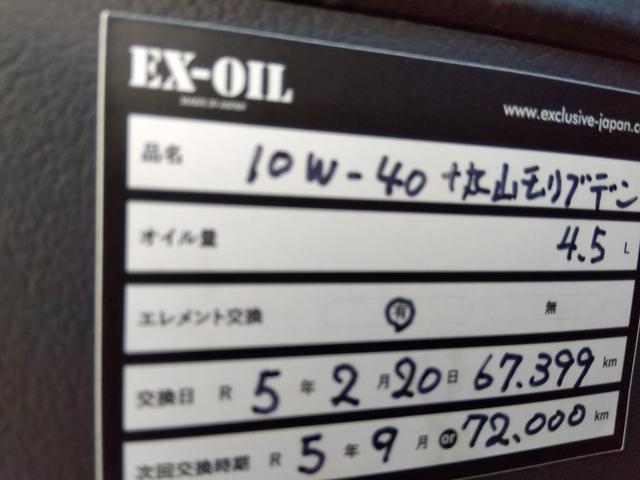 EX-OIL
MADE IN JAPAN
www.exclusive-japan.c
品名 10W-40 +丸山モリブデン
オイル量 4.5 L
エレメント交換 有 無
交換日 R 5 年 2 月 20 日 67.399 km
次回交換時期 R 5 年 9 月 or 72.000 km